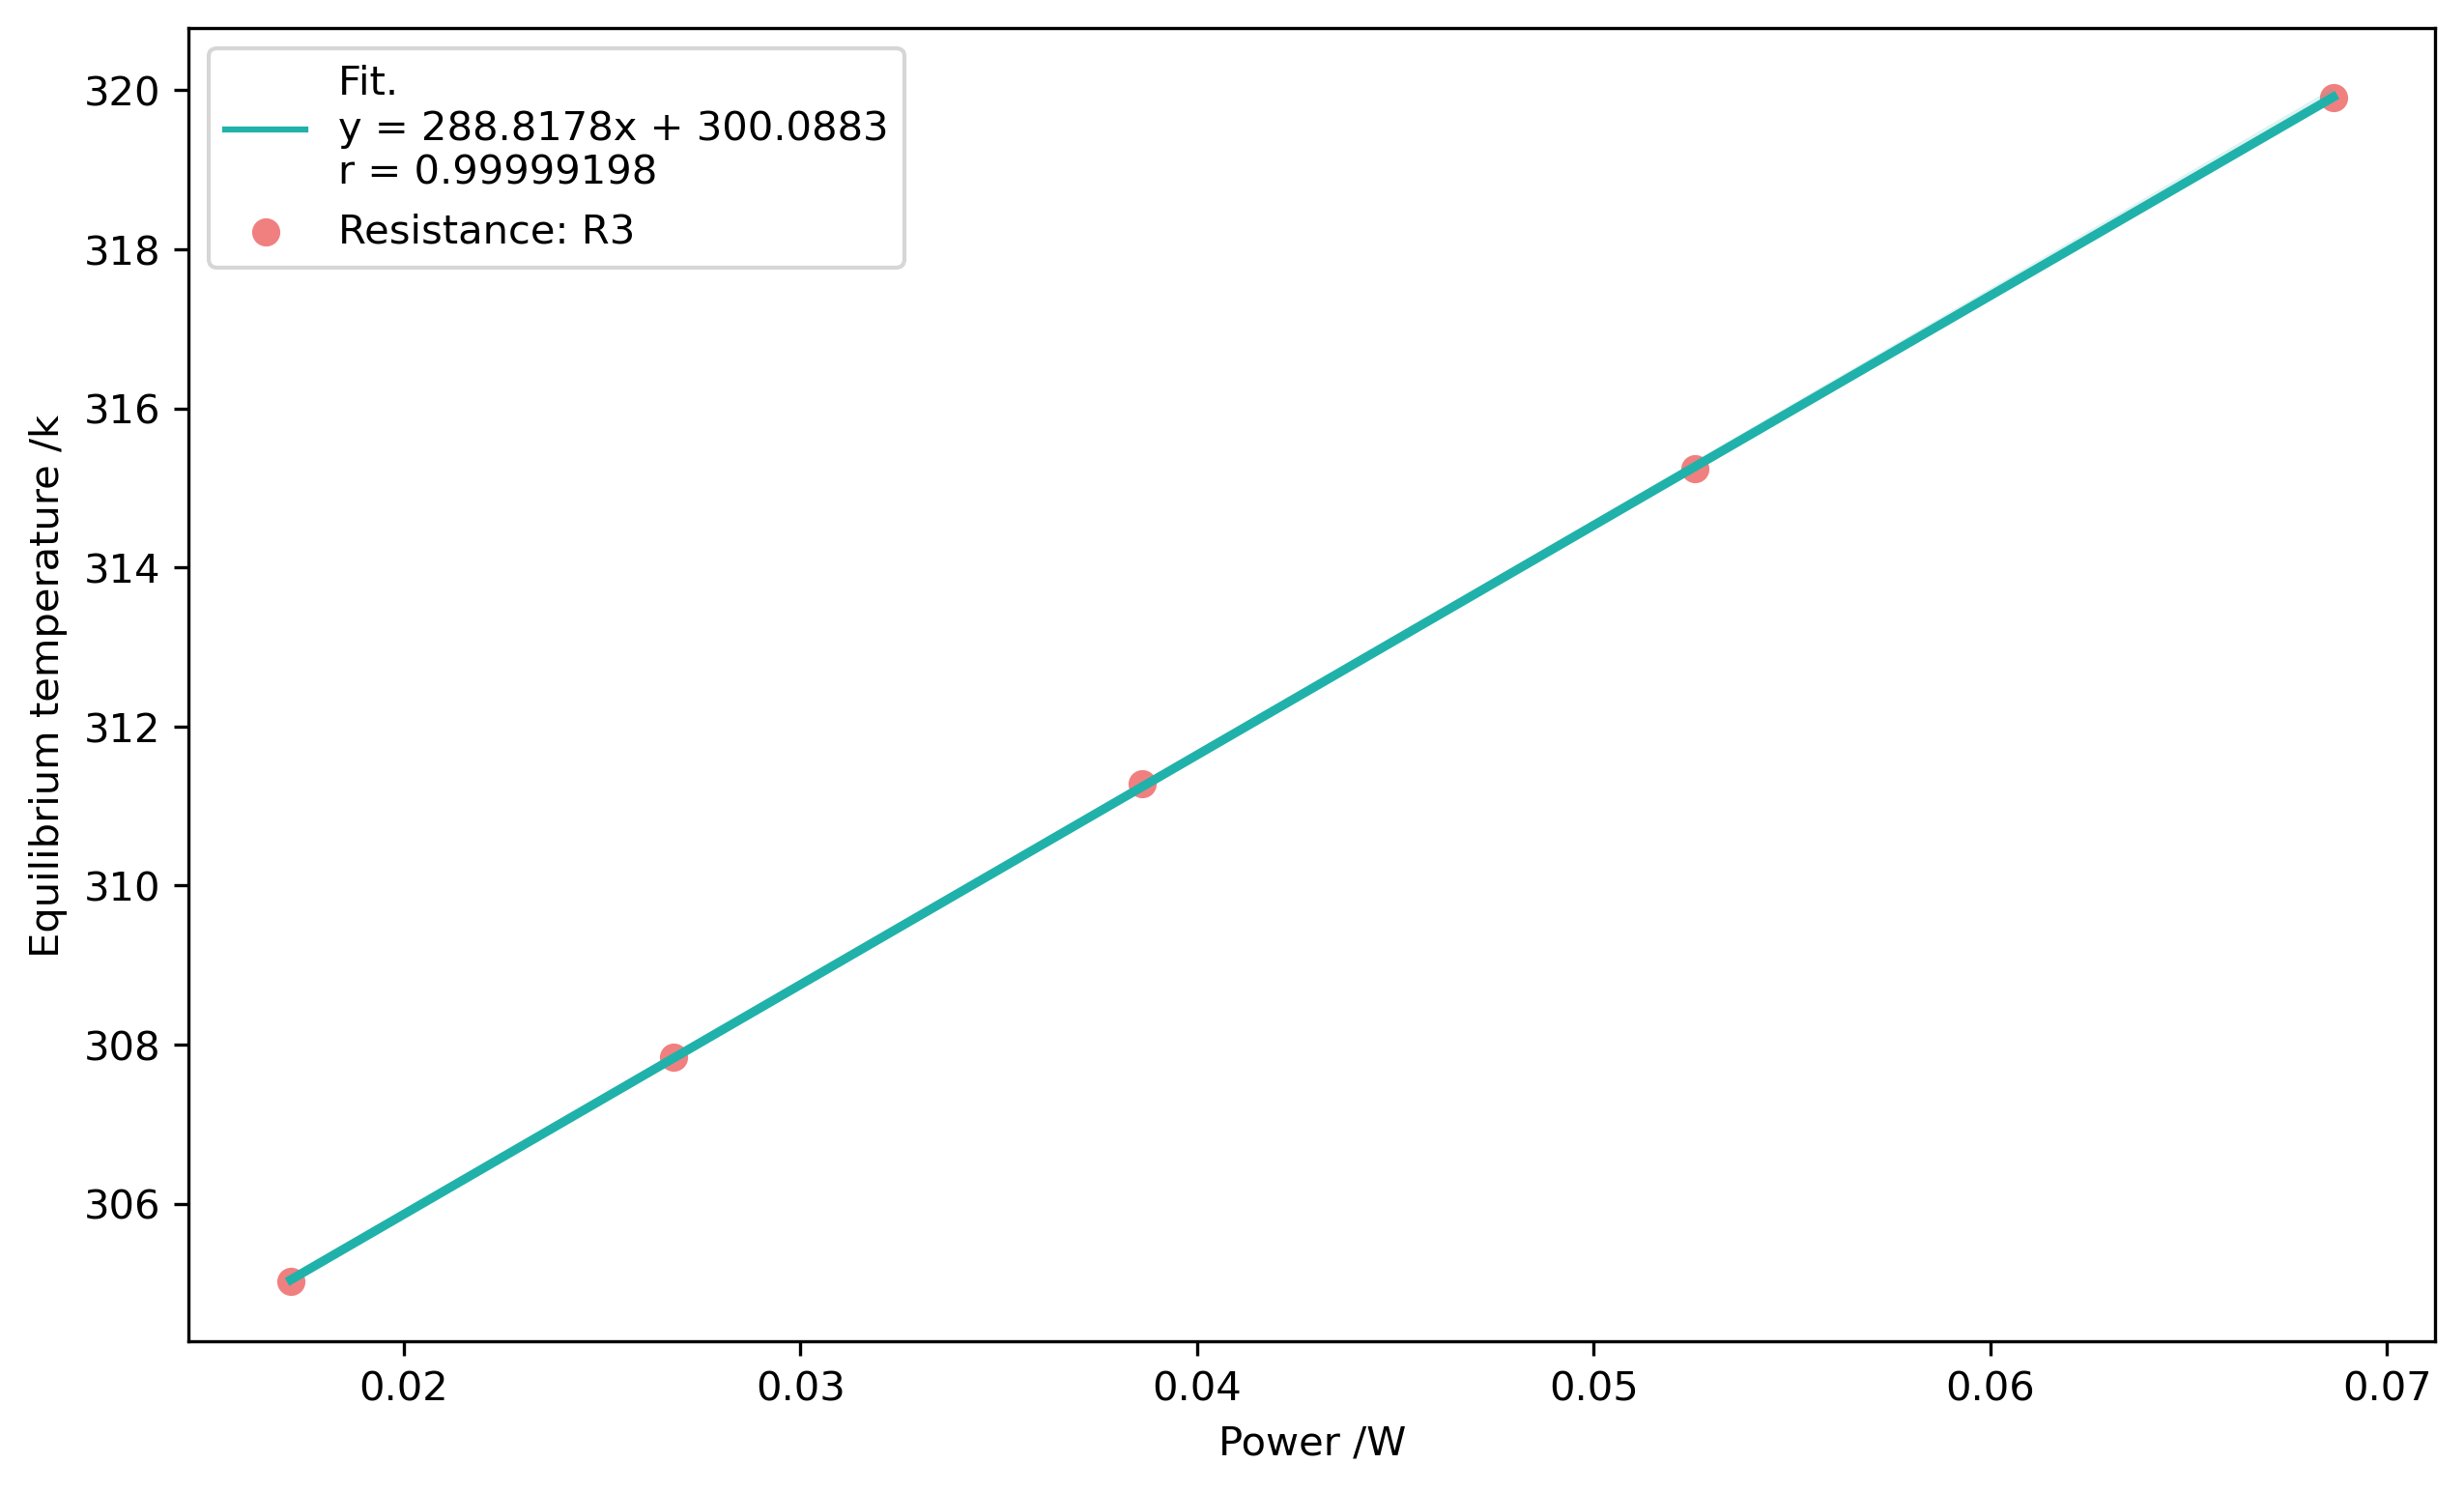 Fit.
y = 288.8178x + 300.0883
r = 0.99999198
Resistance: R3
320
318
316
314
312
310
308
306
Equilibrium temperature /k
0.02
0.03
0.04
0.05
0.06
0.07
Power /W